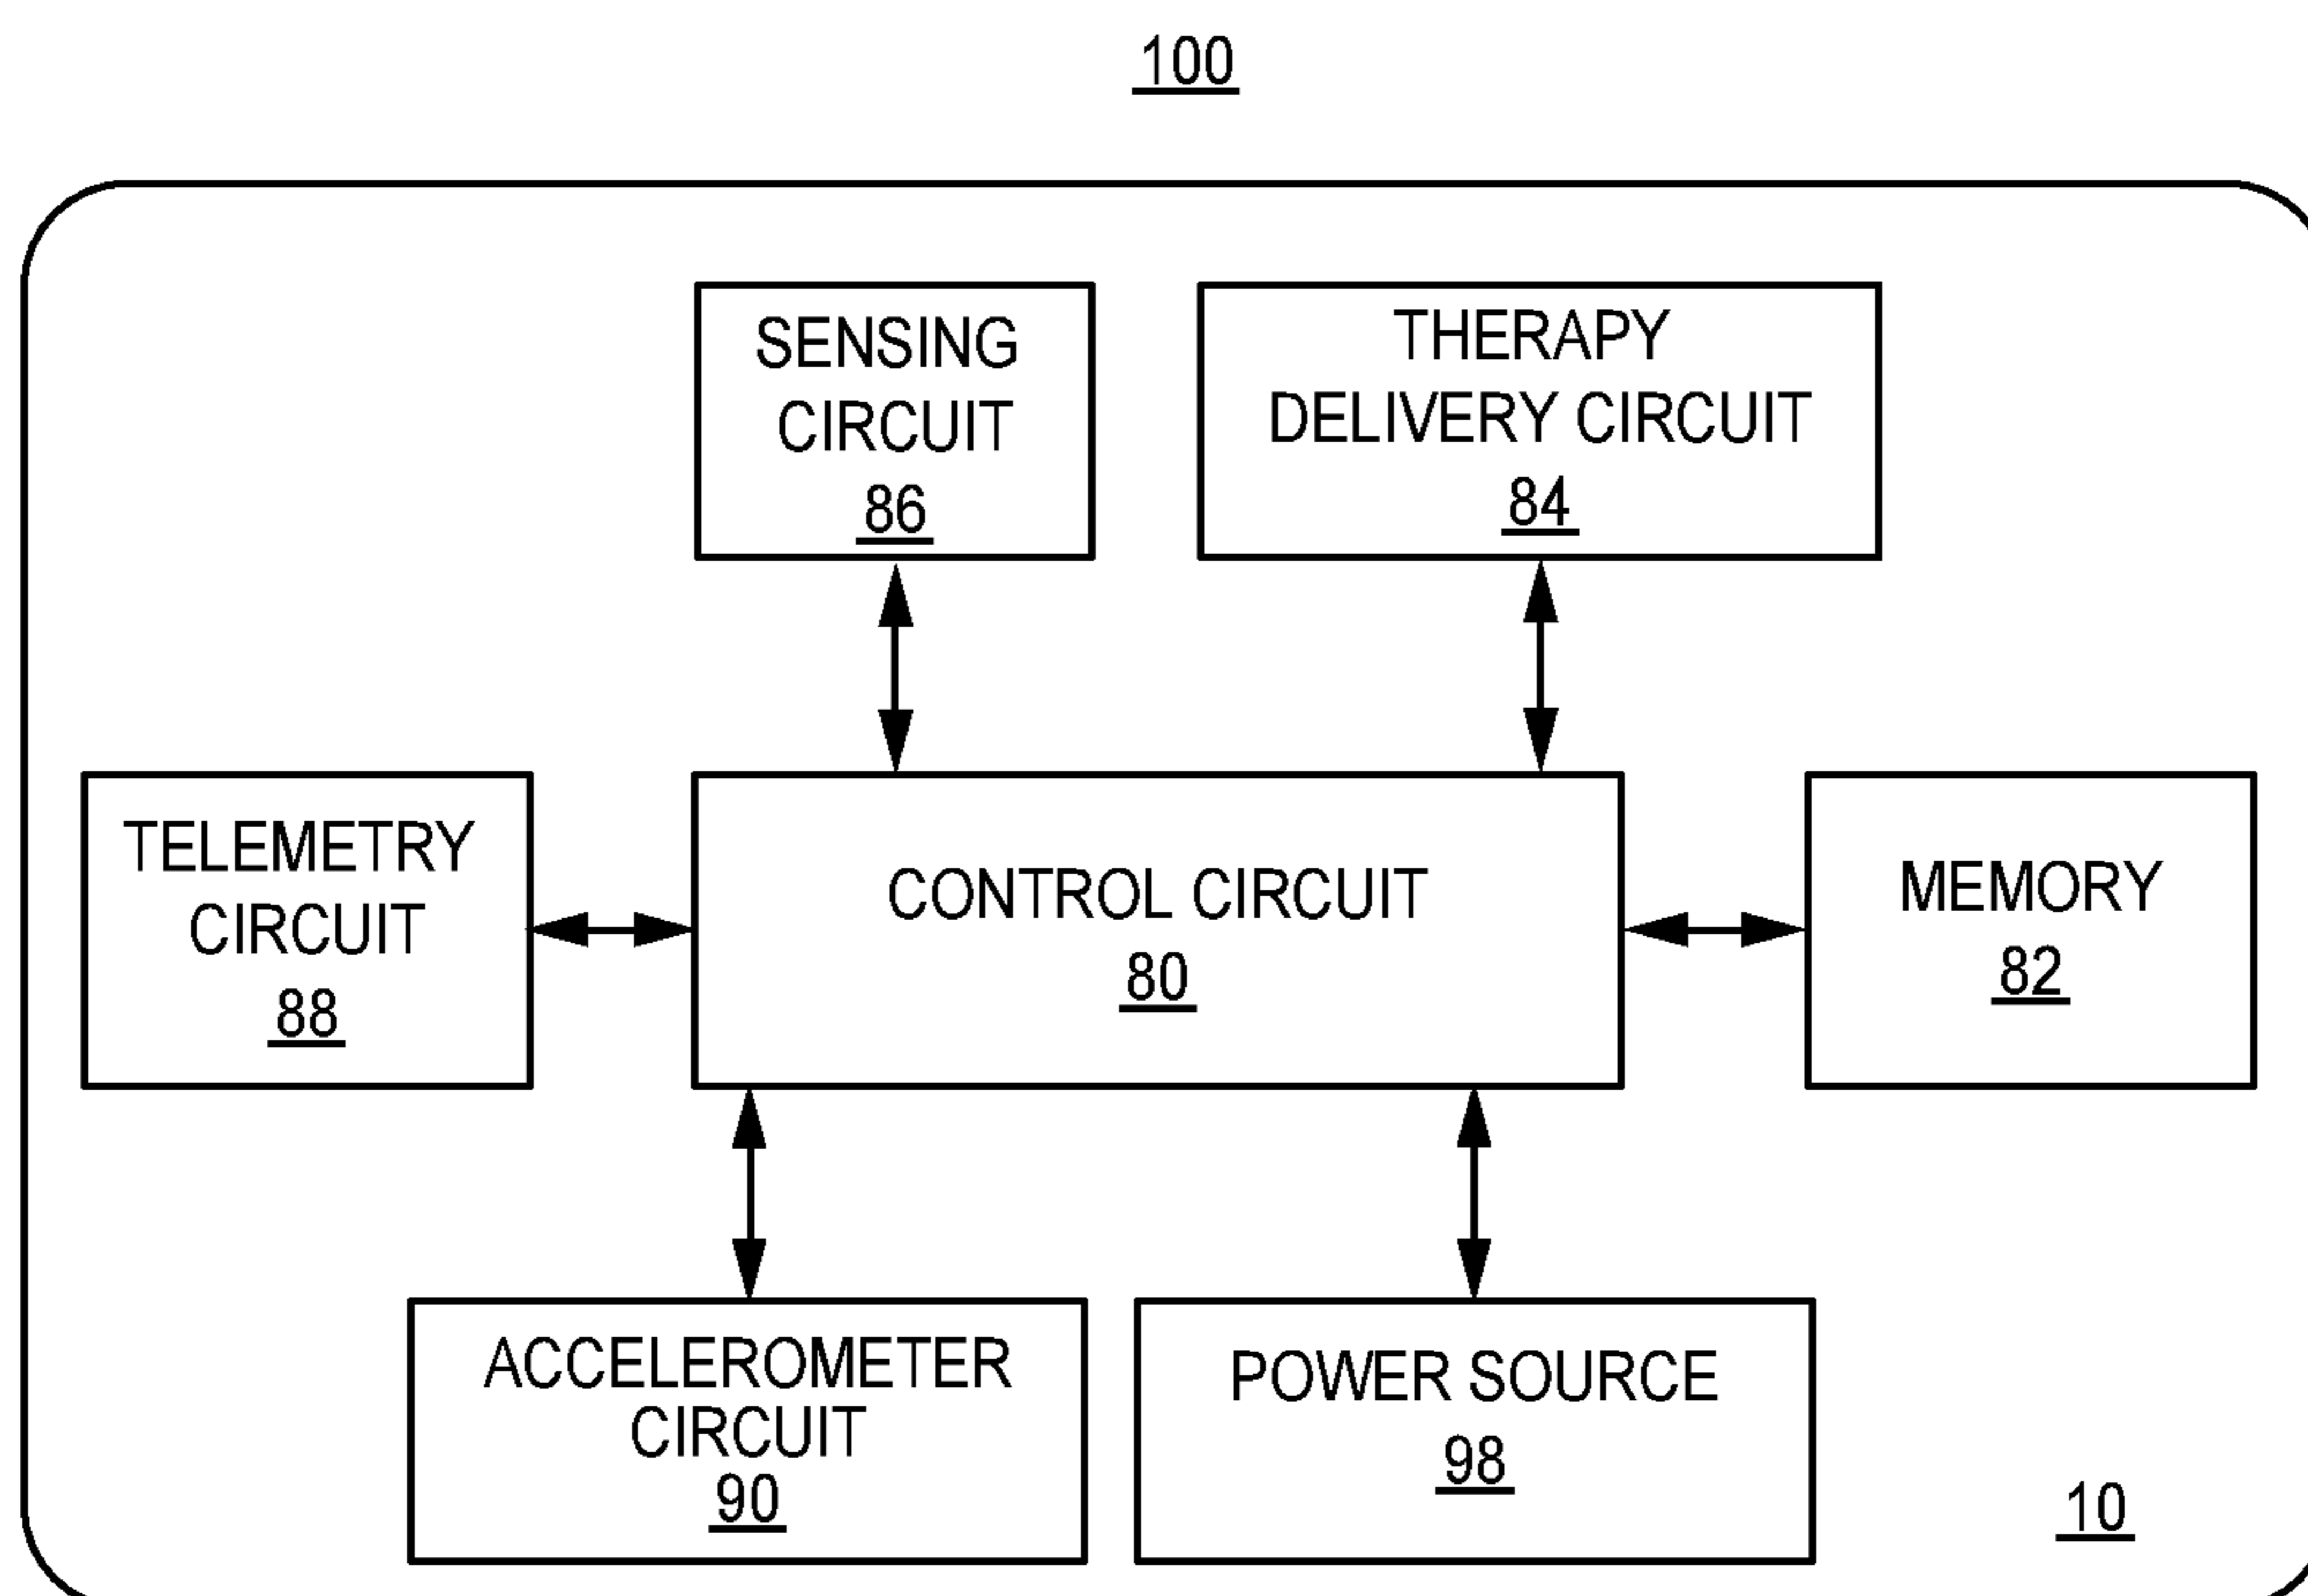 100
SENSING
CIRCUIT
86
THERAPY
DELIVERY CIRCUIT
84
TELEMETRY
CIRCUIT
88
CONTROL CIRCUIT
80
MEMORY
82
ACCELEROMETER
CIRCUIT
90
POWER SOURCE
98
10